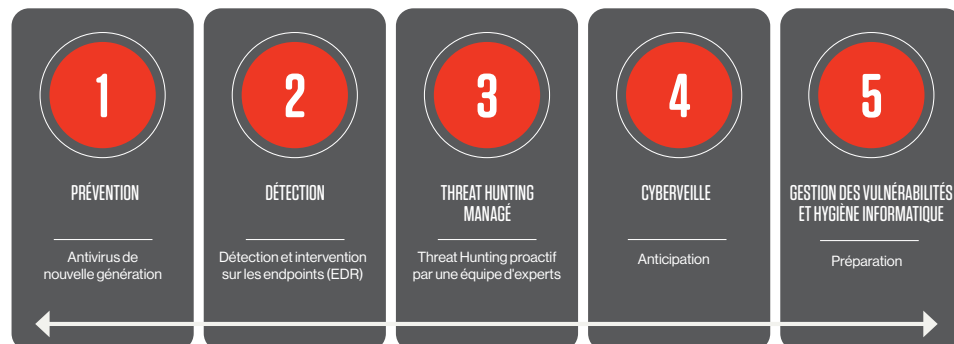 1
PRÉVENTION
Antivirus de
nouvelle génération
2
DÉTECTION
Détection et intervention
sur les endpoints (EDR)
3
THREAT HUNTING
MANAGÉ
Threat Hunting proactif
par une équipe d'experts
4
CYBERVEILLE
Anticipation
5
GESTION DES VULNÉRABILITÉS
ET HYGIÈNE INFORMATIQUE
Préparation